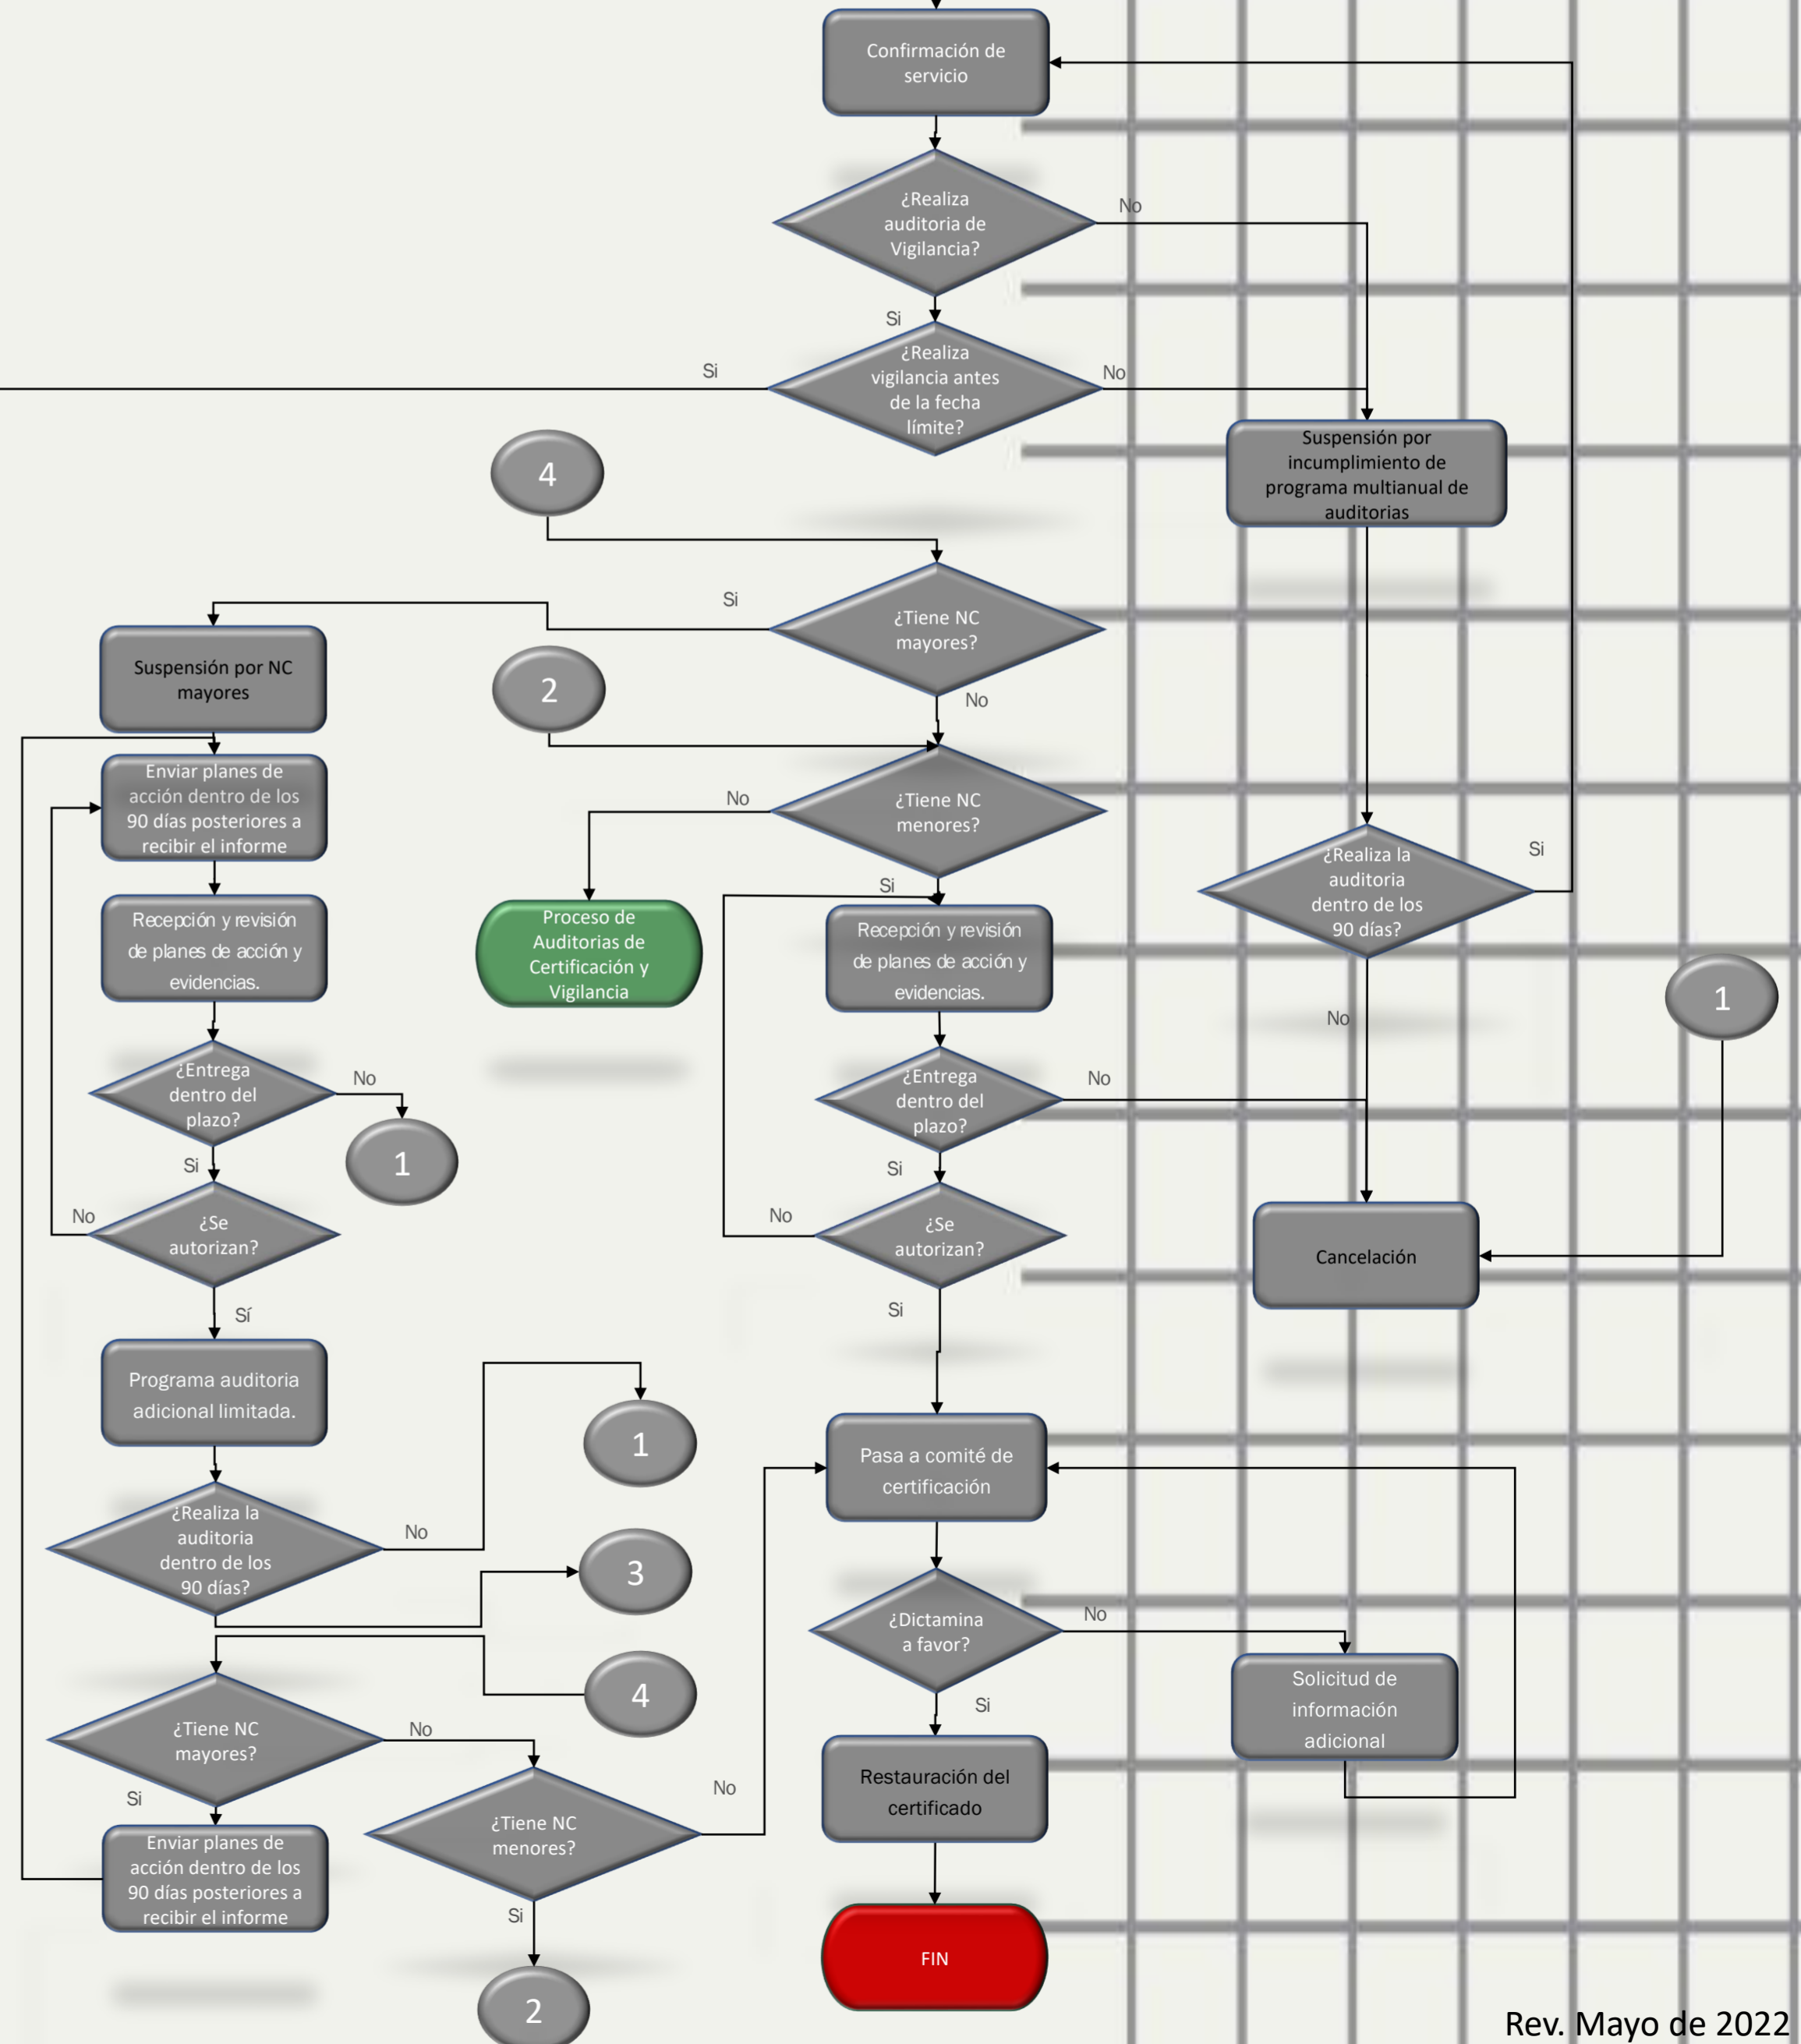 Confirmación de
servicio
¿Realiza
auditoria de
Vigilancia?
No
Si
¿Realiza
vigilancia antes
de la fecha
límite?
Si
No
Suspensión por
incumplimiento de
programa multianual de
auditorias
4
¿Tiene NC
mayores?
Si
No
Suspensión por NC
mayores
2
Enviar planes de
acción dentro de los
90 días posteriores a
recibir el informe
¿Tiene NC
menores?
No
Si
¿Realiza la
auditoria
dentro de los
90 días?
Si
No
Recepción y revisión
de planes de acción y
evidencias.
Proceso de
Auditorias de
Certificación y
Vigilancia
Recepción y revisión
de planes de acción y
evidencias.
1
¿Entrega
dentro del
plazo?
No
Si
1
¿Entrega
dentro del
plazo?
No
Si
¿Se
autorizan?
No
Sí
¿Se
autorizan?
No
Si
Cancelación
Programa auditoria
adicional limitada.
1
Pasa a comité de
certificación
¿Realiza la
auditoria
dentro de los
90 días?
No
3
¿Dictamina
a favor?
No
Si
4
Solicitud de
información
adicional
¿Tiene NC
mayores?
No
Si
¿Tiene NC
menores?
No
Si
Restauración del
certificado
Enviar planes de
acción dentro de los
90 días posteriores a
recibir el informe
FIN
2
Rev. Mayo de 2022